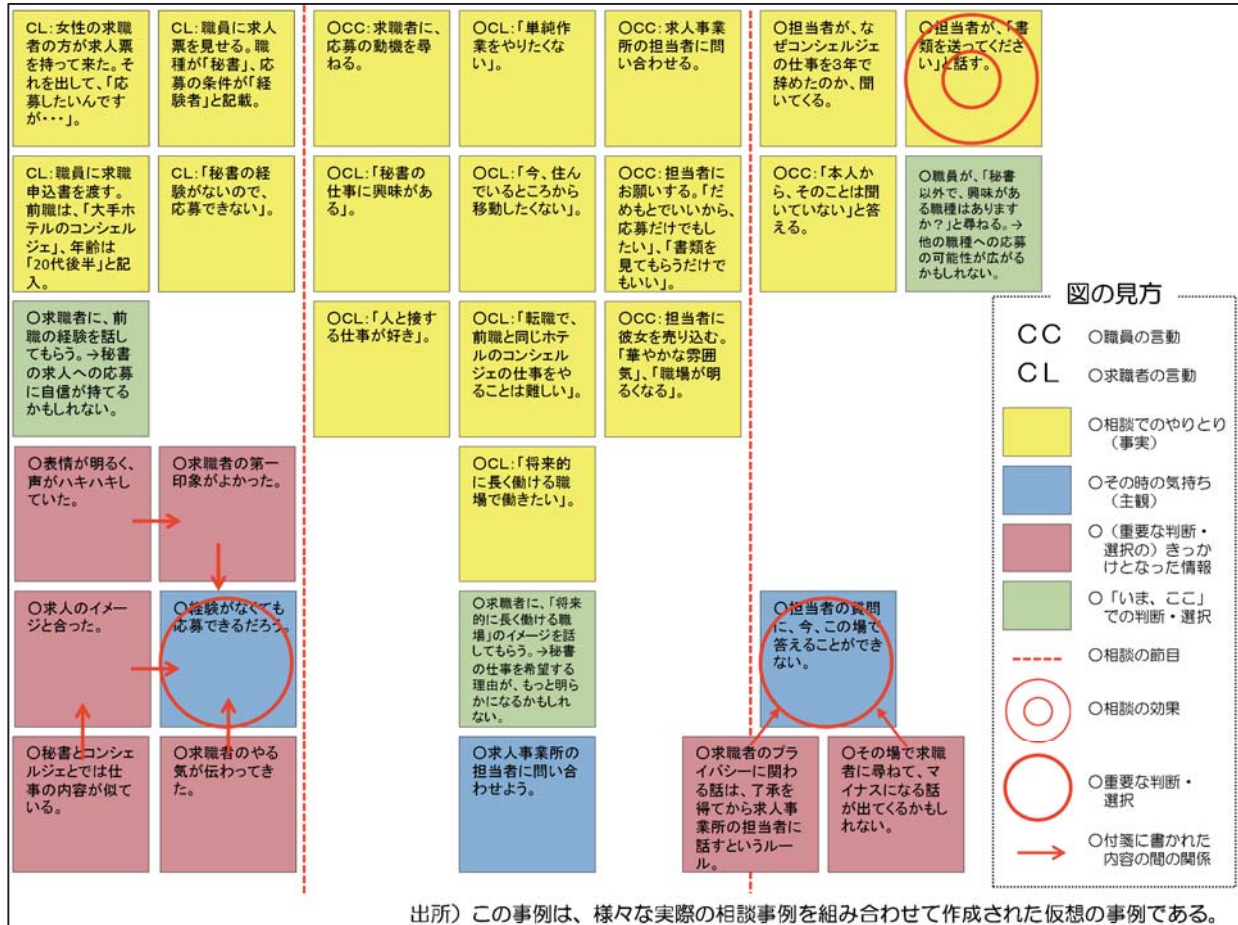 CL:女性の求職
者の方が求人票
を持って来た。そ
れを出して、「応
募したいんです
が・・・」。
CL:職員に求人
票を見せる。職
種が「秘書」、応
募の条件が「経
験者」と記載。
〇CC:求職者に、
応募の動機を尋
ねる。
〇CL:「単純作
業をやりたくな
い」。
〇CC:求人事業
所の担当者に問
い合わせる。
〇担当者が、な
ぜコンシェルジェ
の仕事を3年で
辞めたのか、聞
いてくる。
〇担当者が、「書
類を送ってくださ
い」と話す。
CL:職員に求職
申込書を渡す。
前職は、「大手ホ
テルのコンシェル
ジェ」、年齢は
「20代後半」と記
入。
CL:「秘書の経
験がないので、
応募できない」。
〇CL:「秘書の
仕事に興味があ
る」。
〇CL:「今、住ん
でいるところから
移動したくない」。
〇CC:担当者に
お願いする。「だ
めもとでいいから、
応募だけでもし
たい」、「書類を
見てもらうだけで
もいい」。
〇CC:「本人か
ら、そのことは聞
いていない」と答
える。
〇職員が、「秘書
以外で、興味があ
る職種はあります
か？」と尋ねる。→
他の職種への応募
の可能性が広がる
かもしれない。
〇求職者に、前
職の経験を話し
てもらう。→秘書
の求人への応募
に自信が持てる
かもしれない。
〇CL:「人と接す
る仕事が好き」。
〇CL:「転職で、
前職と同じホテ
ルのコンシェル
ジェの仕事をや
ることは難しい」。
〇CC:担当者に
彼女を売り込む。
「華やかな雰囲
気」、「職場が明
るくなる」。
〇表情が明るく、
声がハキハキし
ていた。
〇求職者の第一
印象がよかった。
〇CL:「将来的
に長く働ける職
場で働きたい」。
〇求人のイメー
ジと合った。
〇経験がなくても
応募できるだろう。
〇求職者に、「将来
的に長く働ける職
場」のイメージを話
してもらう。→秘書
の仕事を希望する
理由が、もっと明ら
かになるかもしれ
ない。
〇担当者の質問
に、今、この場で
答えることができ
ない。
〇秘書とコンシェ
ルジェとでは仕
事の内容が似て
いる。
〇求職者のやる
気が伝わってき
た。
〇求人事業所の
担当者に問い合
わせよう。
〇求職者のプライ
バシーに関わ
る話は、了承を
得てから求人事
業所の担当者に
話すというルー
ル。
〇その場で求職
者に尋ねて、マ
イナスになる話
が出てくるかもし
れない。
図の見方
CC 〇職員の言動
CL 〇求職者の言動
〇相談でのやりとり
（事実）
〇その時の気持ち
（主観）
〇（重要な判断・
選択の）きっか
けとなった情報
〇「いま、ここ」
での判断・選択
〇相談の節目
〇相談の効果
〇重要な判断・
選択
〇付箋に書かれた
内容の間の関係
出所）この事例は、様々な実際の相談事例を組み合わせて作成された仮想の事例である。